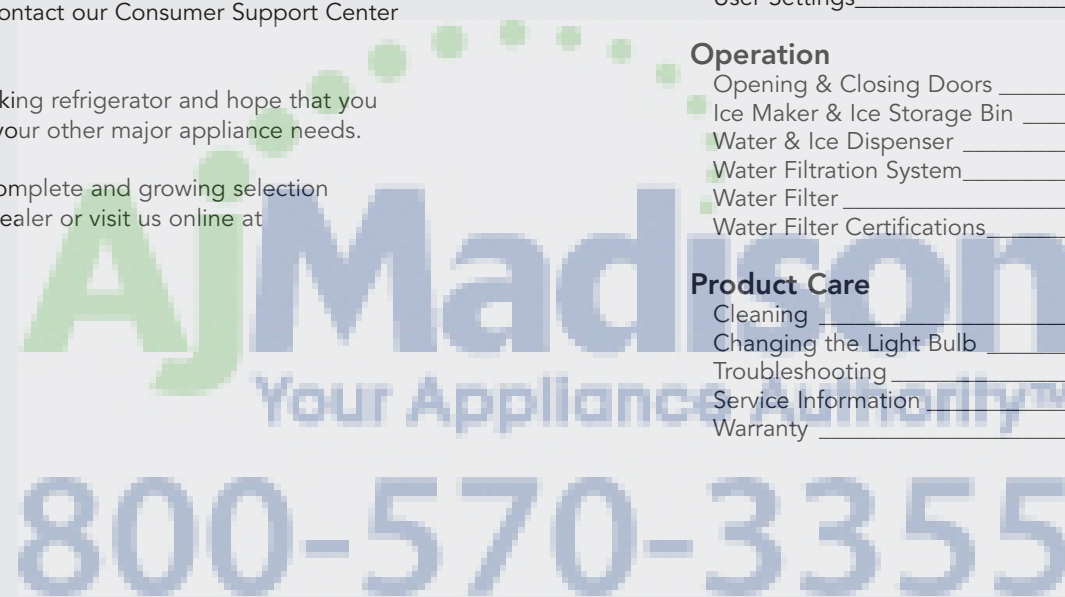 ontact our Consumer Support Center
king refrigerator and hope that you
your other major appliance needs.
omplete and growing selection
ealer or visit us online at
User Settings
Operation
Opening & Closing Doors
Ice Maker & Ice Storage Bin
Water & Ice Dispenser
Water Filtration System
Water Filter
Water Filter Certifications
Product Care
Cleaning
Changing the Light Bulb
Troubleshooting
Service Information
Warranty
AjMadison
Your Appliance Authority™
800-570-3355